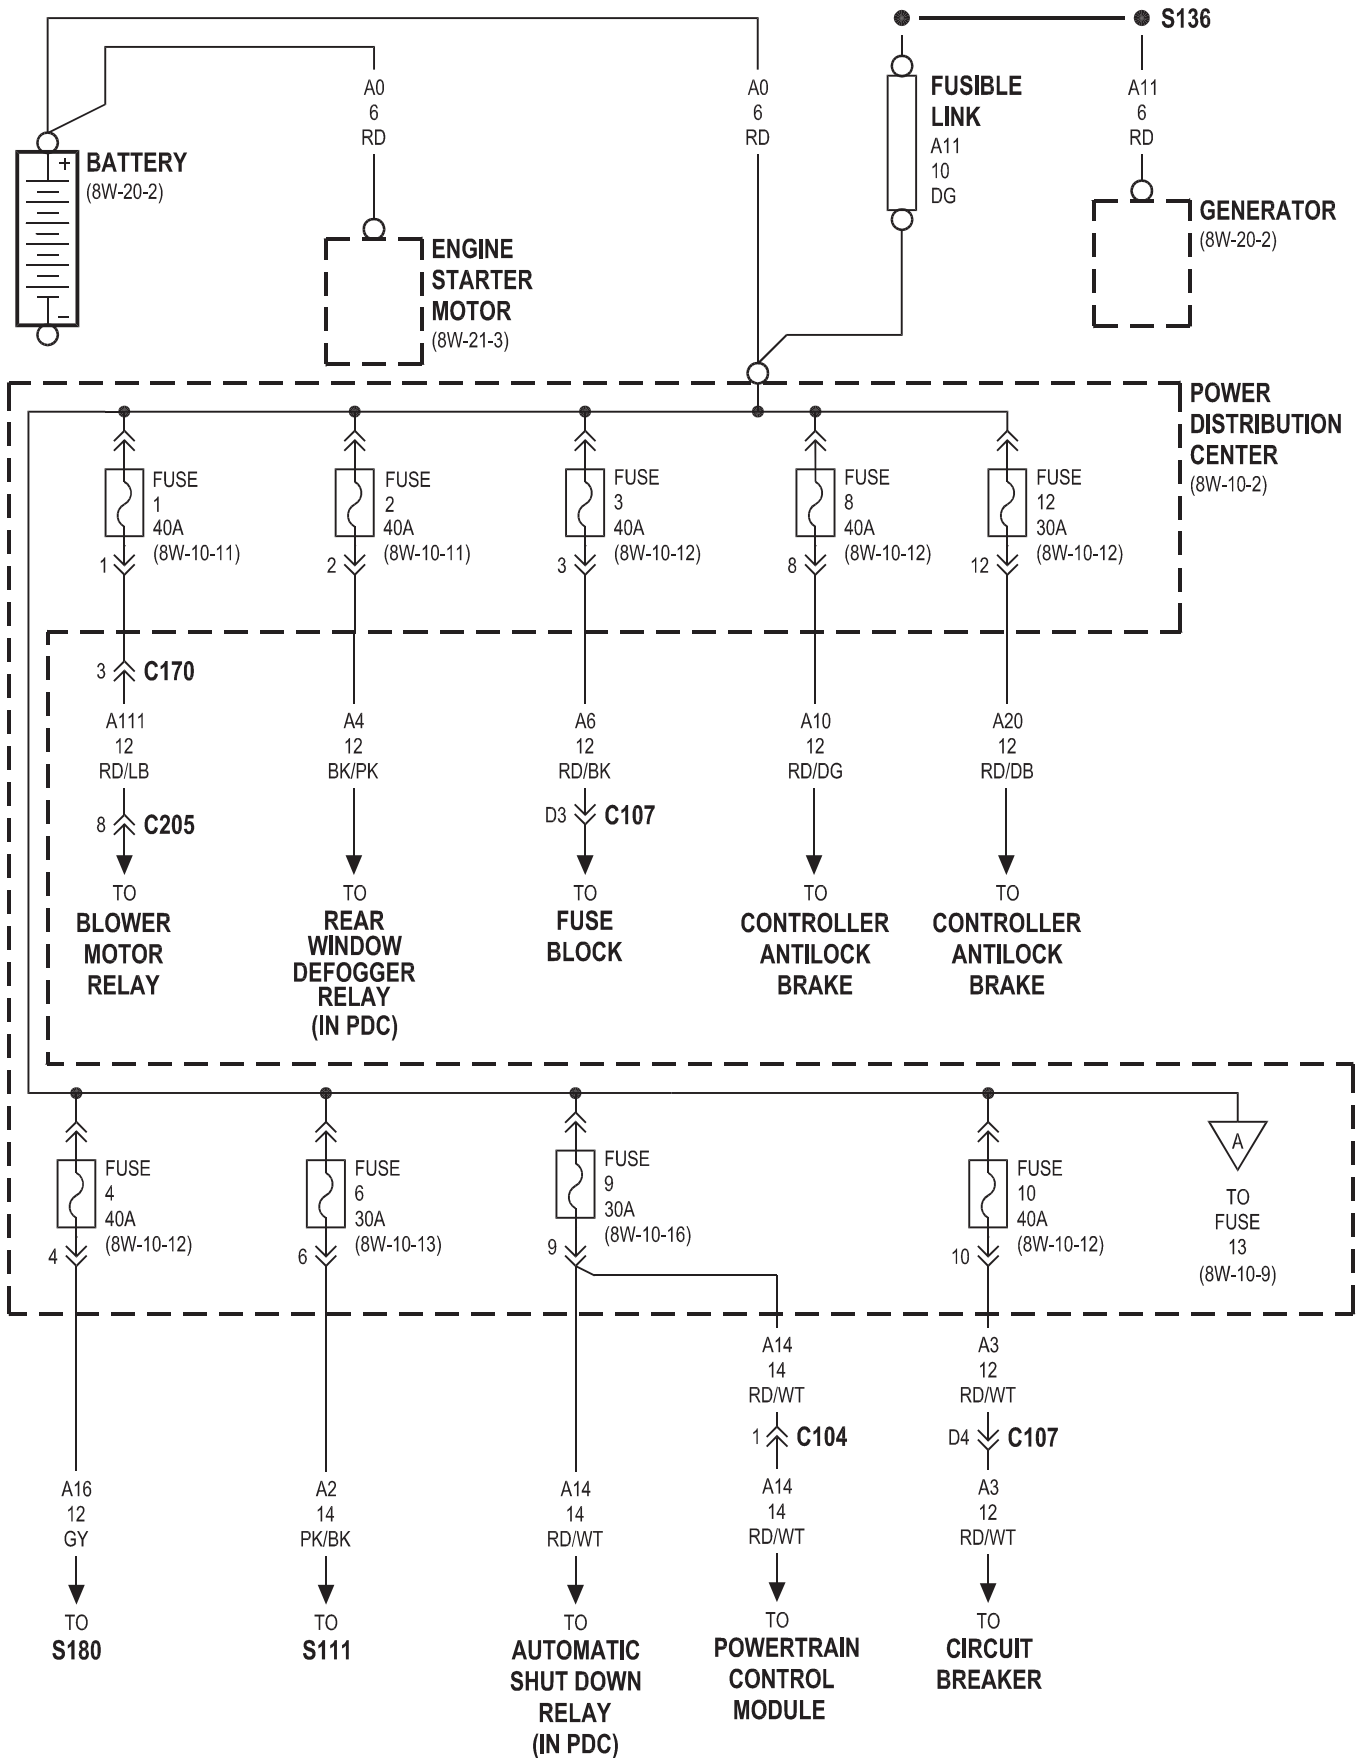 S136
A0
6
RD
A0
6
RD
FUSIBLE
LINK
A11
10
DG
A11
6
RD
+
BATTERY
(8W-20-2)
–
ENGINE
STARTER
MOTOR
(8W-21-3)
GENERATOR
(8W-20-2)
POWER
DISTRIBUTION
CENTER
(8W-10-2)
FUSE
1
40A
(8W-10-11)
1
FUSE
2
40A
(8W-10-11)
2
FUSE
3
40A
(8W-10-12)
3
FUSE
8
40A
(8W-10-12)
8
FUSE
12
30A
(8W-10-12)
12
3 C170
A111
12
RD/LB
8 C205
TO
BLOWER
MOTOR
RELAY
A4
12
BK/PK
TO
REAR
WINDOW
DEFOGGER
RELAY
(IN PDC)
A6
12
RD/BK
D3 C107
TO
FUSE
BLOCK
A10
12
RD/DG
TO
CONTROLLER
ANTILOCK
BRAKE
A20
12
RD/DB
TO
CONTROLLER
ANTILOCK
BRAKE
FUSE
4
40A
(8W-10-12)
4
FUSE
6
30A
(8W-10-13)
6
FUSE
9
30A
(8W-10-16)
9
FUSE
10
40A
(8W-10-12)
10
A
TO
FUSE
13
(8W-10-9)
A16
12
GY
TO
S180
A2
14
PK/BK
TO
S111
A14
14
RD/WT
TO
AUTOMATIC
SHUT DOWN
RELAY
(IN PDC)
A14
14
RD/WT
1 C104
A14
14
RD/WT
TO
POWERTRAIN
CONTROL
MODULE
A3
12
RD/WT
D4 C107
A3
12
RD/WT
TO
CIRCUIT
BREAKER